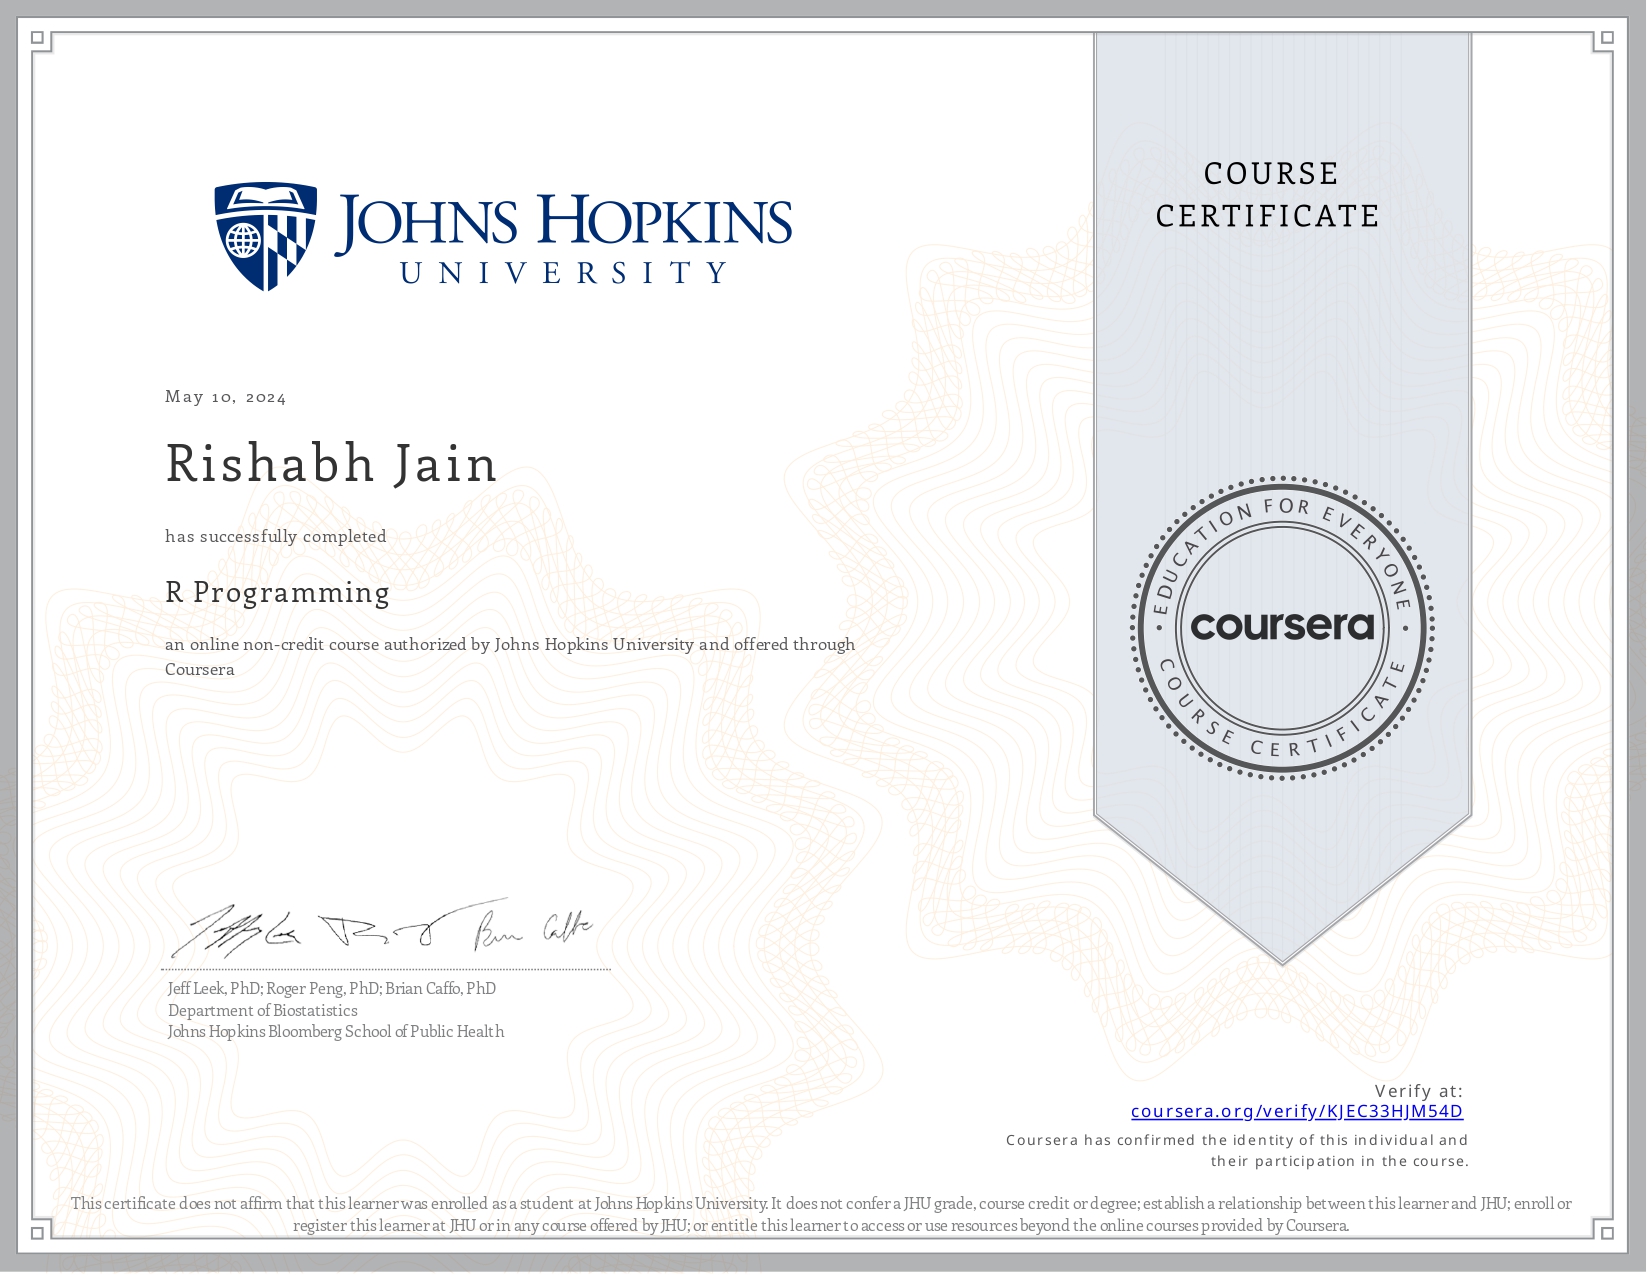 JOHNS HOPKINS
UNIVERSITY
COURSE
CERTIFICATE
May 10, 2024
Rishabh Jain
has successfully completed
R Programming
an online non-credit course authorized by Johns Hopkins University and offered through
Coursera
EDUCATION FOR EVERYONE
coursera
COURSE CERTIFICATE
Jeff Leek, PhD; Roger Peng, PhD; Brian Caffo, PhD
Department of Biostatistics
Johns Hopkins Bloomberg School of Public Health
Verify at:
coursera.org/verify/KJEC33HJM54D
Coursera has confirmed the identity of this individual and
their participation in the course.
This certificate does not affirm that this learner was enrolled as a student at Johns Hopkins University. It does not confer a JHU grade, course credit or degree; establish a relationship between this learner and JHU; enroll or
register this learner at JHU or in any course offered by JHU; or entitle this learner to access or use resources beyond the online courses provided by Coursera.